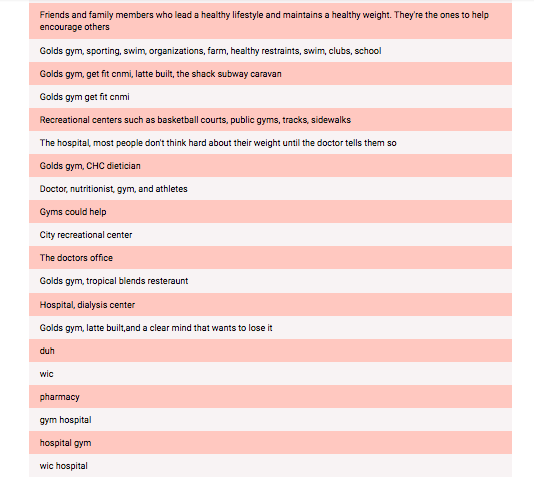 Friends and family members who lead a healthy lifestyle and maintains a healthy weight. They're the ones to help
encourage others
Golds gym, sporting, swim, organizations, farm, healthy restraints, swim, clubs, school
Golds gym, get fit cnmi, latte built, the shack subway caravan
Golds gym get fit cnmi
Recreational centers such as basketball courts, public gyms, tracks, sidewalks
The hospital, most people don't think hard about their weight until the doctor tells them so
Golds gym, CHC dietician
Doctor, nutritionist, gym, and athletes
Gyms could help
City recreational center
The doctors office
Golds gym, tropical blends resteraunt
Hospital, dialysis center
Golds gym, latte built,and a clear mind that wants to lose it
duh
wic
pharmacy
gym hospital
hospital gym
wic hospital